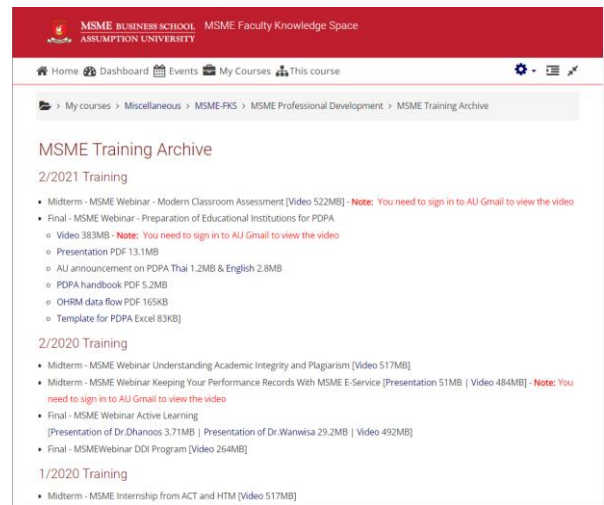 MSME BUSINESS SCHOOL MSME Faculty Knowledge Space
ASSUMPTION UNIVERSITY
Home Dashboard Events My Courses This course
> My courses > Miscellaneous > MSME-FKS > MSME Professional Development > MSME Training Archive
MSME Training Archive
2/2021 Training
• Midterm - MSME Webinar - Modern Classroom Assessment [Video 522MB] - Note: You need to sign in to AU Gmail to view the video
• Final - MSME Webinar - Preparation of Educational Institutions for PDPA
Video 383MB - Note: You need to sign in to AU Gmail to view the video
Presentation PDF 13.1MB
AU announcement on PDPA Thai 1.2MB & English 2.8MB
PDPA handbook PDF 5.2MB
OHRM data flow PDF 165KB
Template for PDPA Excel 83KB]
2/2020 Training
• Midterm - MSME Webinar Understanding Academic Integrity and Plagiarism [Video 517MB]
• Midterm - MSME Webinar Keeping Your Performance Records With MSME E-Service [Presentation 51MB | Video 484MB] - Note: You
need to sign in to AU Gmail to view the video
• Final - MSME Webinar Active Learning
[Presentation of Dr.Dhanoos 3.71MB | Presentation of Dr.Wanwisa 29.2MB | Video 492MB]
• Final - MSMEWebinar DDI Program [Video 264MB]
1/2020 Training
• Midterm - MSME Internship from ACT and HTM [Video 517MB]